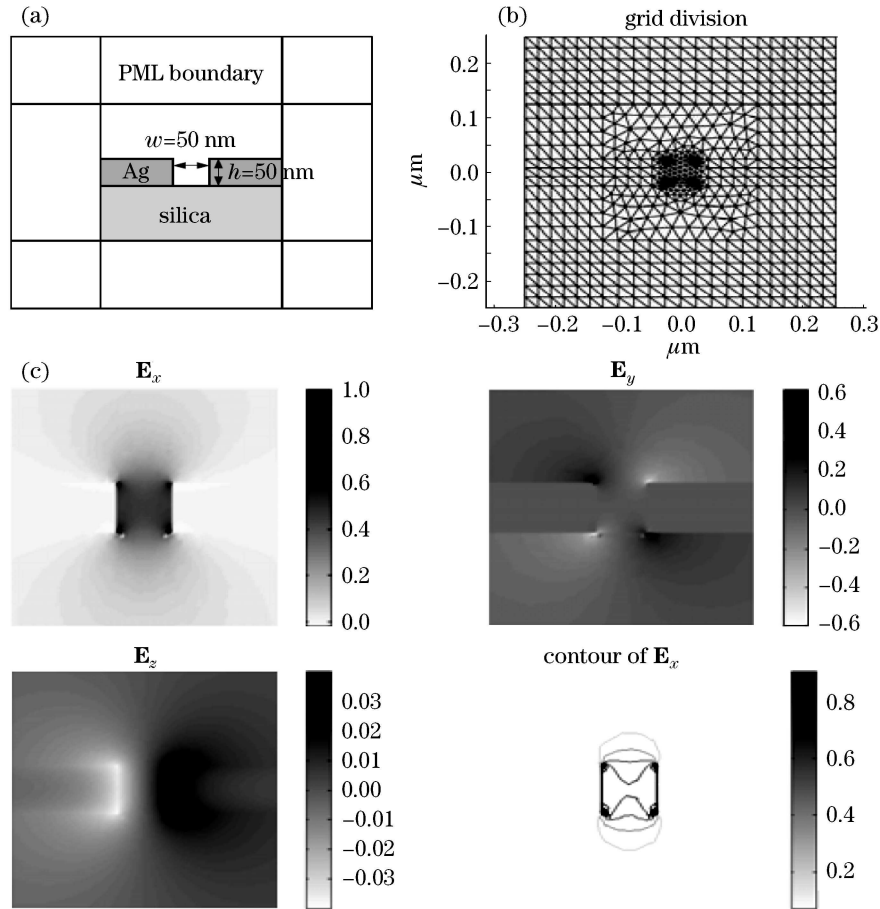 (a)
PML boundary
w=50 nm
Ag
h=50 nm
silica
(b)
grid division
0.2
0.1
0.0
−0.1
−0.2
μm
−0.3 −0.2 −0.1 0.0 0.1 0.2 0.3
μm
(c)
Ex
1.0
0.8
0.6
0.4
0.2
0.0
Ey
0.6
0.4
0.2
0.0
−0.2
−0.4
−0.6
Ez
0.03
0.02
0.01
0.00
−0.01
−0.02
−0.03
contour of Ex
0.8
0.6
0.4
0.2